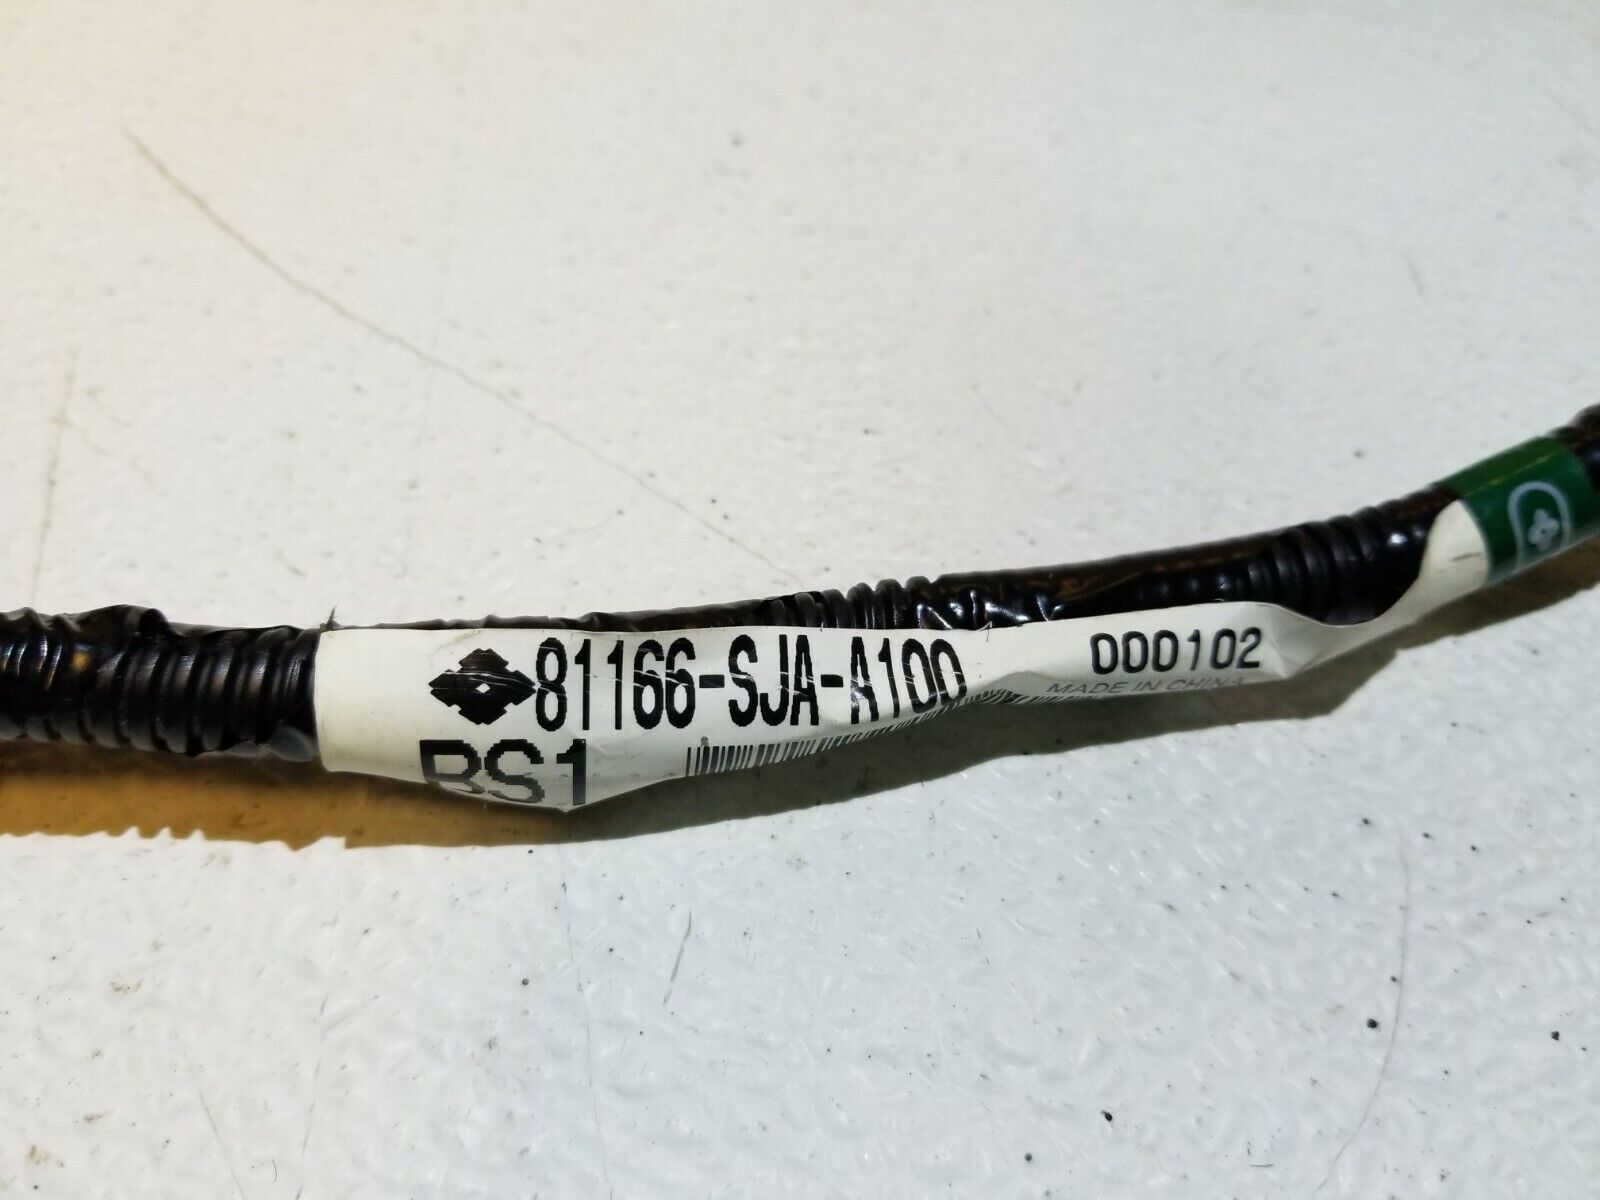 81166-SJA-A100
000102
MADE IN CHINA
BS1